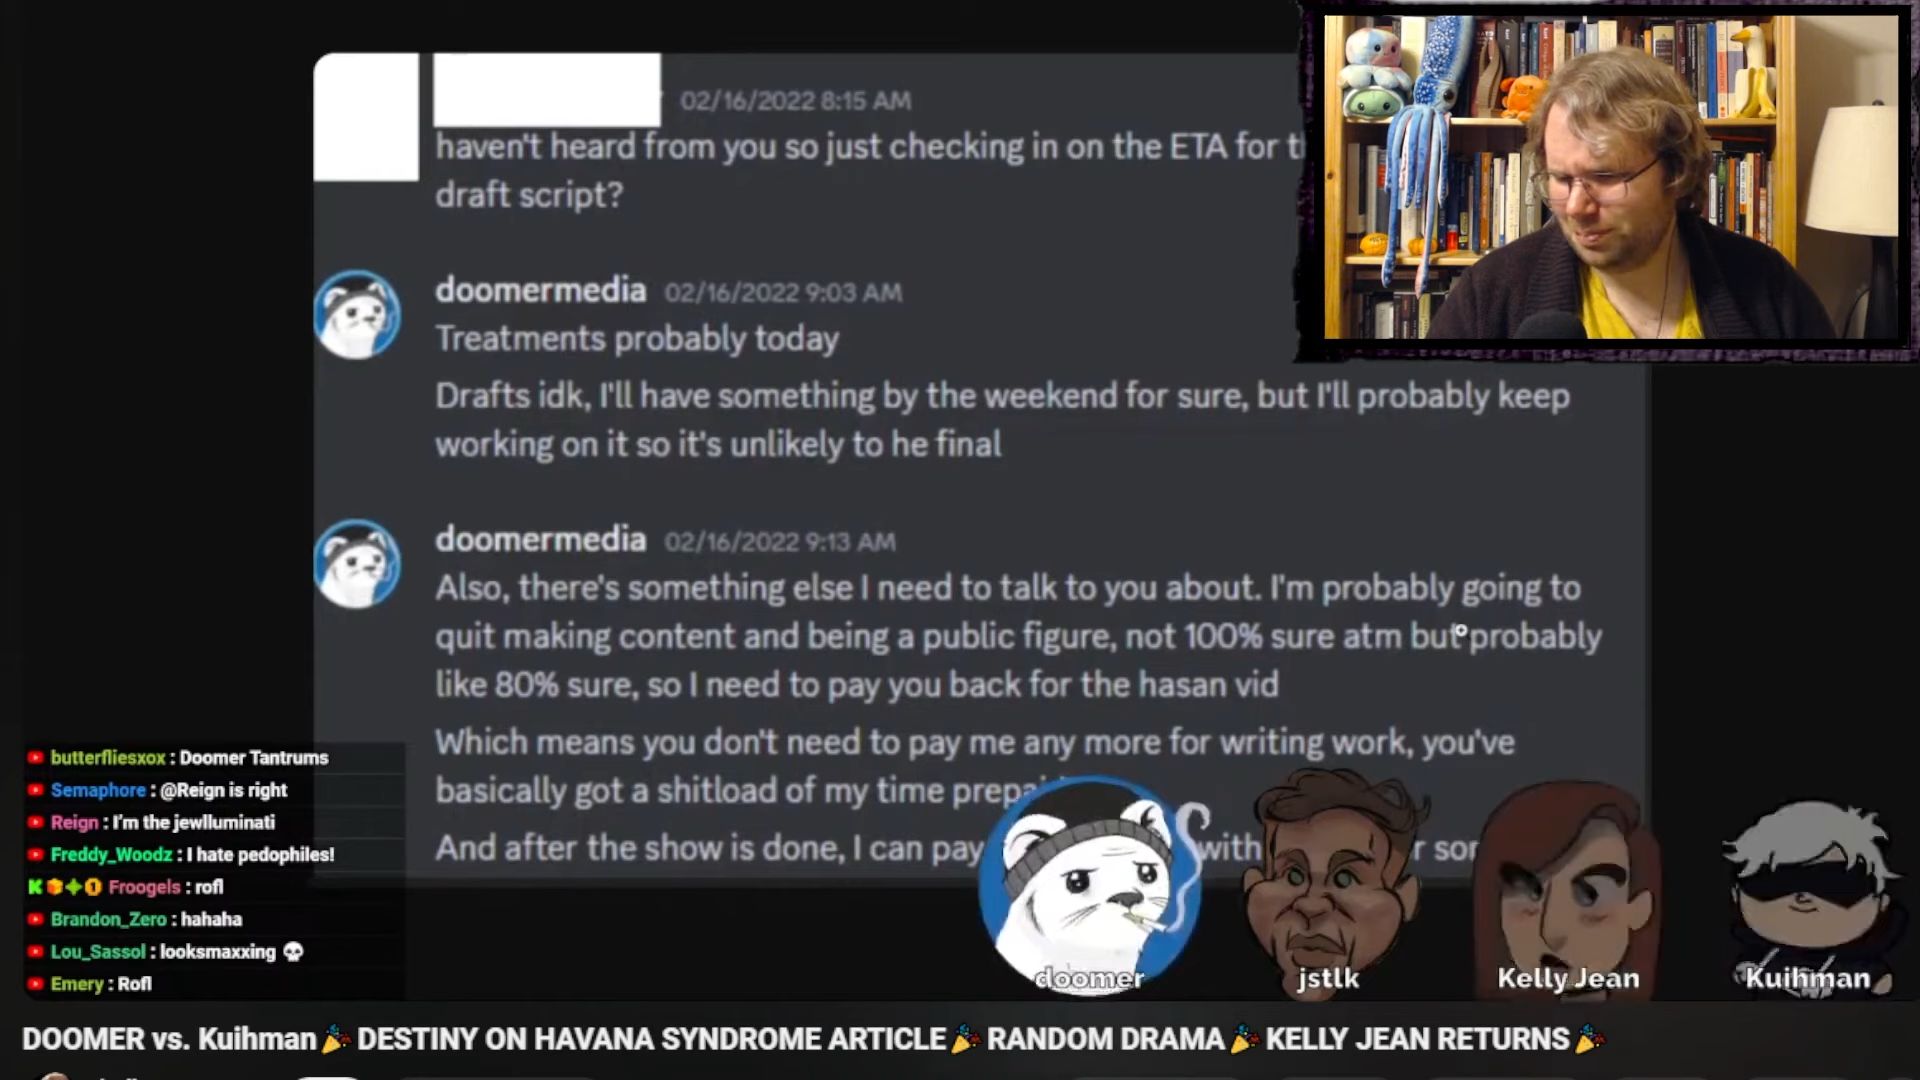 02/16/2022 8:15 AM
haven't heard from you so just checking in on the ETA for
draft script?
doomermedia 02/16/2022 9:03 AM
Treatments probably today
Drafts idk, I'll have something by the weekend for sure, but I'll probably keep
working on it so it's unlikely to he final
doomermedia 02/16/2022 9:13 AM
Also, there's something else I need to talk to you about. I'm probably going to
quit making content and being a public figure, not 100% sure atm but probably
like 80% sure, so I need to pay you back for the hasan vid
Which means you don't need to pay me any more for writing work, you've
basically got a shitload of my time
And after the show is done, I can pay with
butterfliesxox : Doomer Tantrums
Semaphore : @Reign is right
Reign : I'm the jewlluminati
Freddy_Woodz : I hate pedophiles!
Froogels : rofl
Brandon_Zero : hahaha
Lou_Sassol : looksmaxxing 💀
Emery : Rofl
doomer
jstlk
Kelly Jean
Kuihman
DOOMER vs. Kuihman🎉 DESTINY ON HAVANA SYNDROME ARTICLE🎉 RANDOM DRAMA🎉 KELLY JEAN RETURNS🎉